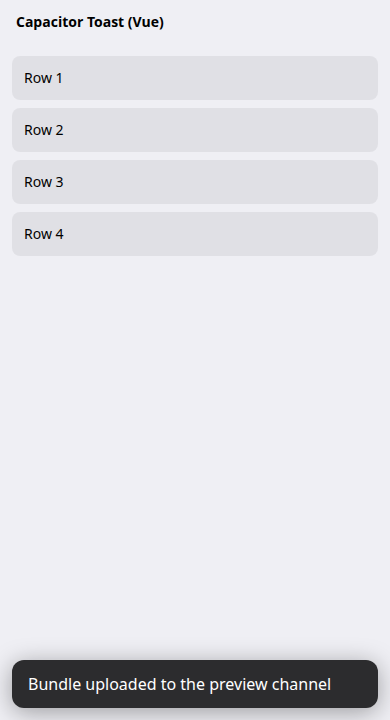 Capacitor Toast (Vue)
Row 1
Row 2
Row 3
Row 4
Bundle uploaded to the preview channel